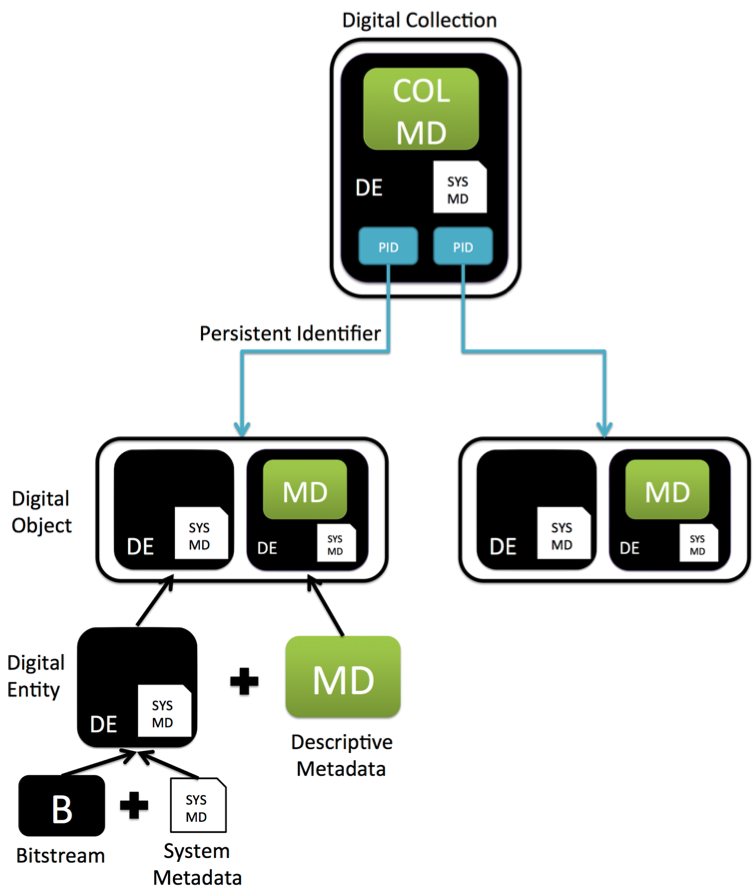 Digital Collection
COL
MD
DE
SYS
MD
PID
PID
Persistent Identifier
Digital
Object
DE
SYS
MD
MD
DE
SYS
MD
DE
SYS
MD
MD
DE
SYS
MD
Digital
Entity
DE
SYS
MD
MD
Descriptive
Metadata
B
SYS
MD
Bitstream
System
Metadata